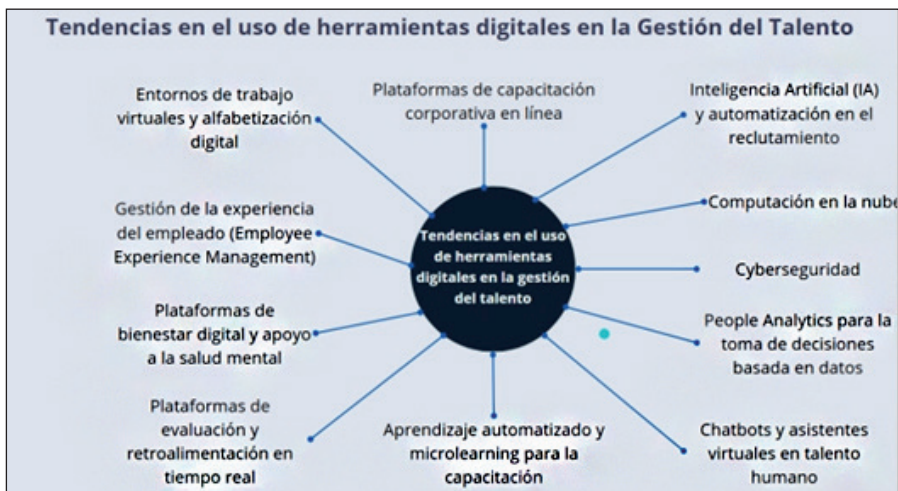 Tendencias en el uso de herramientas digitales en la Gestión del Talento
Entornos de trabajo
virtuales y alfabetización
digital
Plataformas de capacitación
corporativa en línea
Inteligencia Artificial (IA)
y automatización en el
reclutamiento
Gestión de la experiencia
del empleado (Employee
Experience Management)
Tendencias en el uso
de herramientas
digitales en la gestión
del talento
Computación en la nube
Cyberseguridad
Plataformas de
bienestar digital y apoyo
a la salud mental
People Analytics para la
toma de decisiones
basada en datos
Plataformas de
evaluación y
retroalimentación en
tiempo real
Aprendizaje automatizado y
microlearning para la
capacitación
Chatbots y asistentes
virtuales en talento
humano